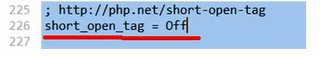 225 ; http://php.net/short-open-tag
226 short_open_tag = Off
227